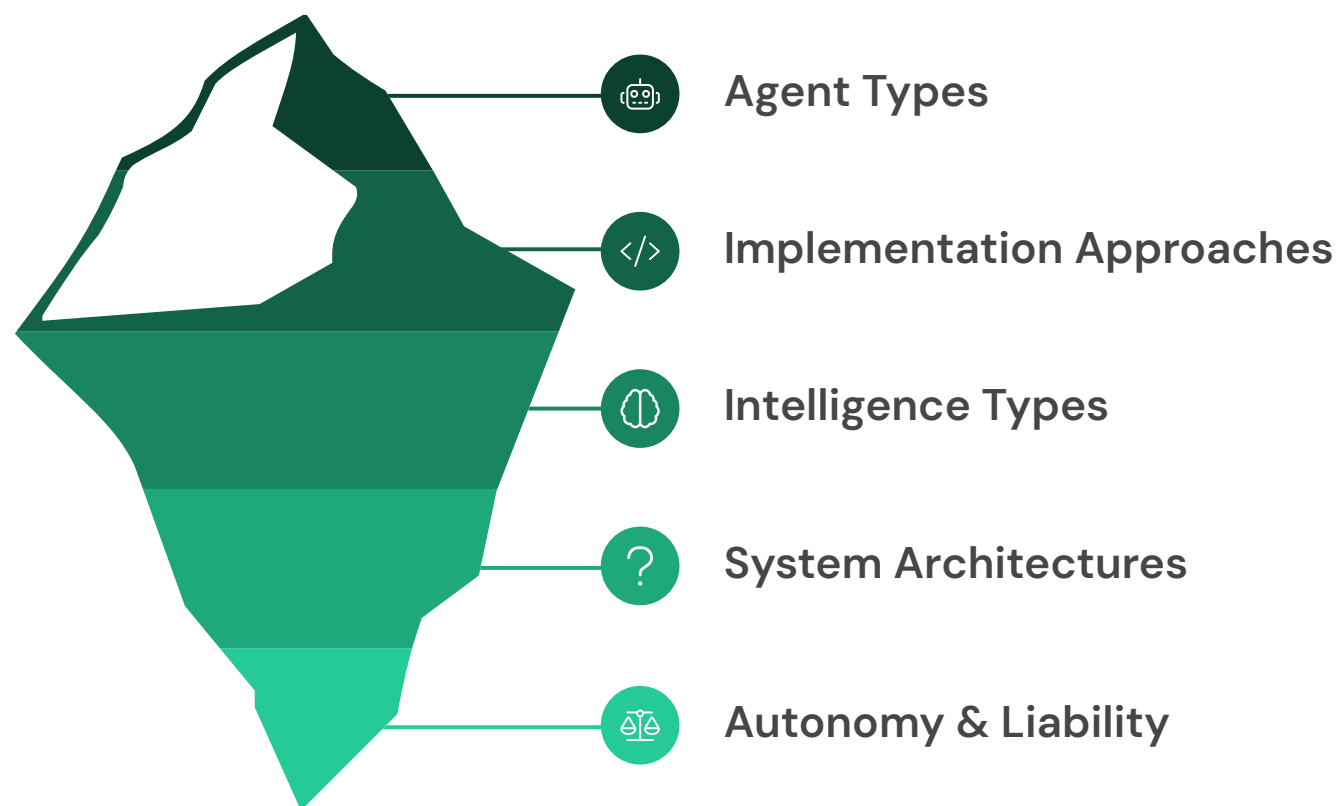 Agent Types
Implementation Approaches
Intelligence Types
System Architectures
Autonomy & Liability